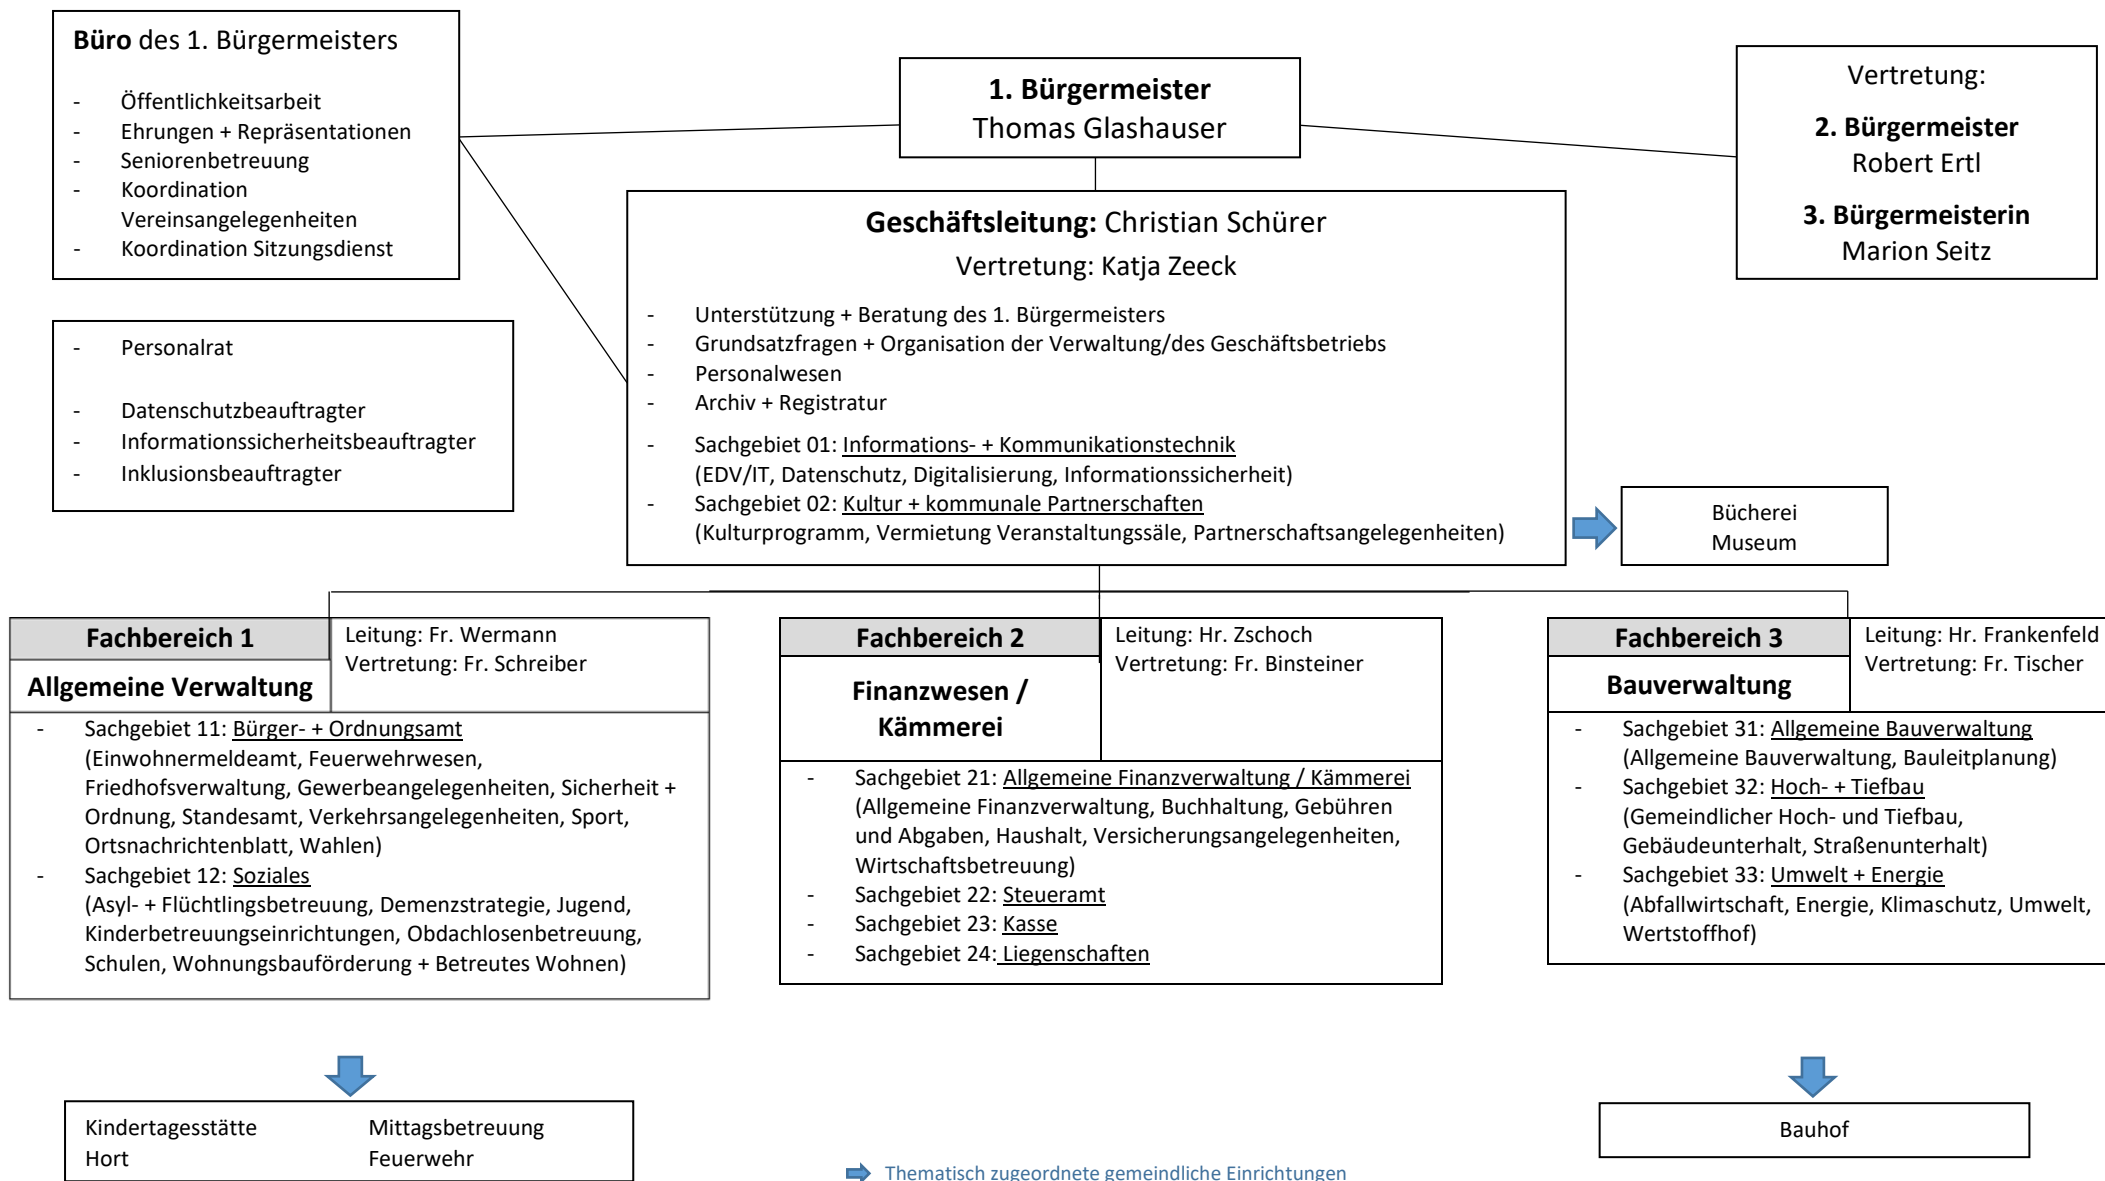 Büro des 1. Bürgermeisters
- Öffentlichkeitsarbeit
- Ehrungen + Repräsentationen
- Seniorenbetreuung
- Koordination
Vereinsangelegenheiten
- Koordination Sitzungsdienst
1. Bürgermeister
Thomas Glashauser
Vertretung:
2. Bürgermeister
Robert Ertl
3. Bürgermeisterin
Marion Seitz
- Personalrat
- Datenschutzbeauftragter
- Informationssicherheitsbeauftragter
- Inklusionsbeauftragter
Geschäftsleitung: Christian Schürer
Vertretung: Katja Zeeck
- Unterstützung + Beratung des 1. Bürgermeisters
- Grundsatzfragen + Organisation der Verwaltung/des Geschäftsbetriebs
- Personalwesen
- Archiv + Registratur
- Sachgebiet 01: Informations- + Kommunikationstechnik
(EDV/IT, Datenschutz, Digitalisierung, Informationssicherheit)
- Sachgebiet 02: Kultur + kommunale Partnerschaften
(Kulturprogramm, Vermietung Veranstaltungssäle, Partnerschaftsangelegenheiten)
Bücherei
Museum
Fachbereich 1
Allgemeine Verwaltung
Leitung: Fr. Wermann
Vertretung: Fr. Schreiber
- Sachgebiet 11: Bürger- + Ordnungsamt
(Einwohnermeldeamt, Feuerwehrwesen,
Friedhofsverwaltung, Gewerbeangelegenheiten, Sicherheit +
Ordnung, Standesamt, Verkehrsangelegenheiten, Sport,
Ortsnachrichtenblatt, Wahlen)
- Sachgebiet 12: Soziales
(Asyl- + Flüchtlingsbetreuung, Demenzstrategie, Jugend,
Kinderbetreuungseinrichtungen, Obdachlosenbetreuung,
Schulen, Wohnungsbauförderung + Betreutes Wohnen)
Fachbereich 2
Finanzwesen /
Kämmerei
Leitung: Hr. Zschoch
Vertretung: Fr. Binsteiner
- Sachgebiet 21: Allgemeine Finanzverwaltung / Kämmerei
(Allgemeine Finanzverwaltung, Buchhaltung, Gebühren
und Abgaben, Haushalt, Versicherungsangelegenheiten,
Wirtschaftsbetreuung)
- Sachgebiet 22: Steueramt
- Sachgebiet 23: Kasse
- Sachgebiet 24: Liegenschaften
Fachbereich 3
Bauverwaltung
Leitung: Hr. Frankenfeld
Vertretung: Fr. Tischer
- Sachgebiet 31: Allgemeine Bauverwaltung
(Allgemeine Bauverwaltung, Bauleitplanung)
- Sachgebiet 32: Hoch- + Tiefbau
(Gemeindlicher Hoch- und Tiefbau,
Gebäudeunterhalt, Straßenunterhalt)
- Sachgebiet 33: Umwelt + Energie
(Abfallwirtschaft, Energie, Klimaschutz, Umwelt,
Wertstoffhof)
Kindertagesstätte Mittagsbetreuung
Hort Feuerwehr
Bauhof
Thematisch zugeordnete gemeindliche Einrichtungen